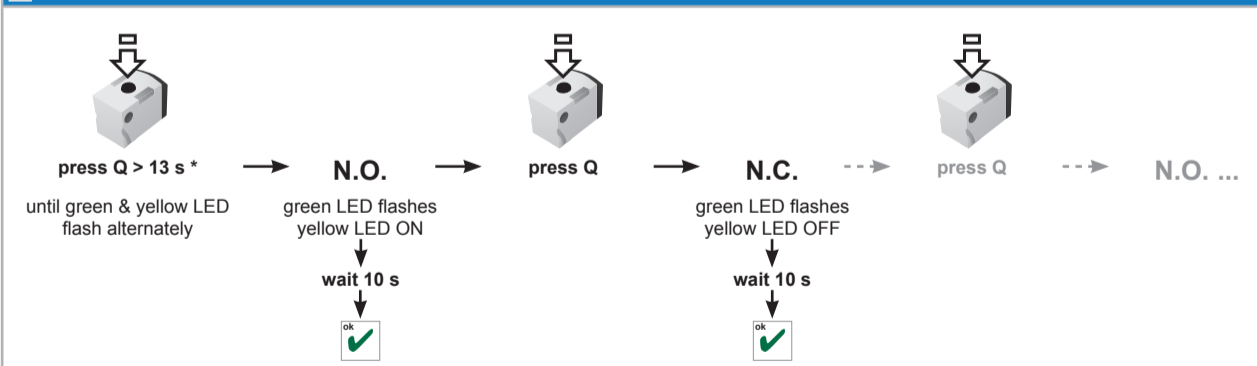 press Q > 13 s *
until green & yellow LED
flash alternately
N.O.
green LED flashes
yellow LED ON
wait 10 s
ok
press Q
N.C.
green LED flashes
yellow LED OFF
wait 10 s
ok
press Q
N.O. ...